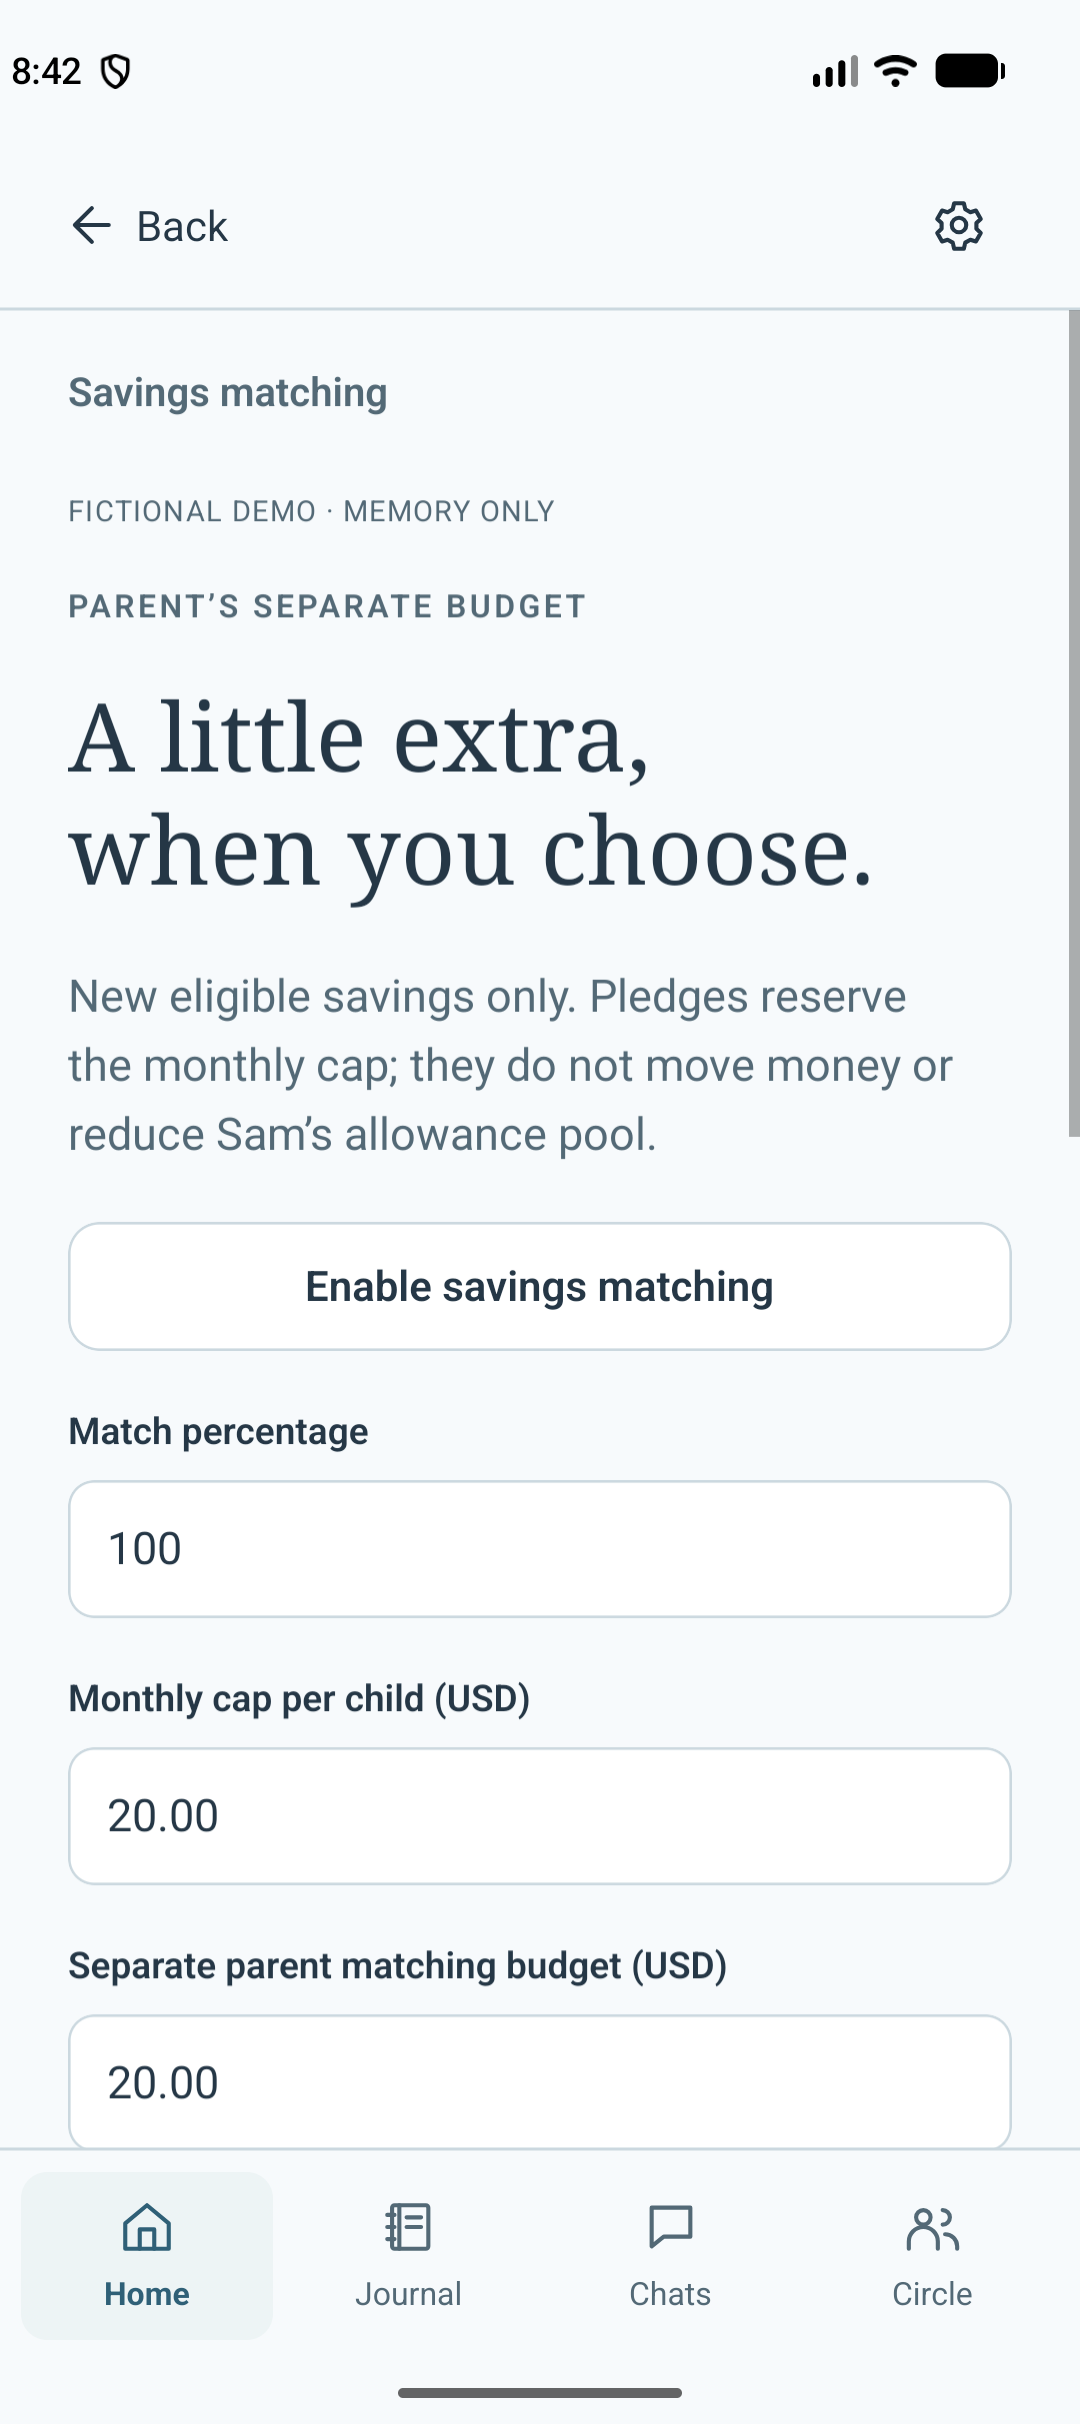 8:42
Back
Savings matching
FICTIONAL DEMO · MEMORY ONLY
PARENT’S SEPARATE BUDGET
A little extra,
when you choose.
New eligible savings only. Pledges reserve
the monthly cap; they do not move money or
reduce Sam’s allowance pool.
Enable savings matching
Match percentage
100
Monthly cap per child (USD)
20.00
Separate parent matching budget (USD)
20.00
Home
Journal
Chats
Circle